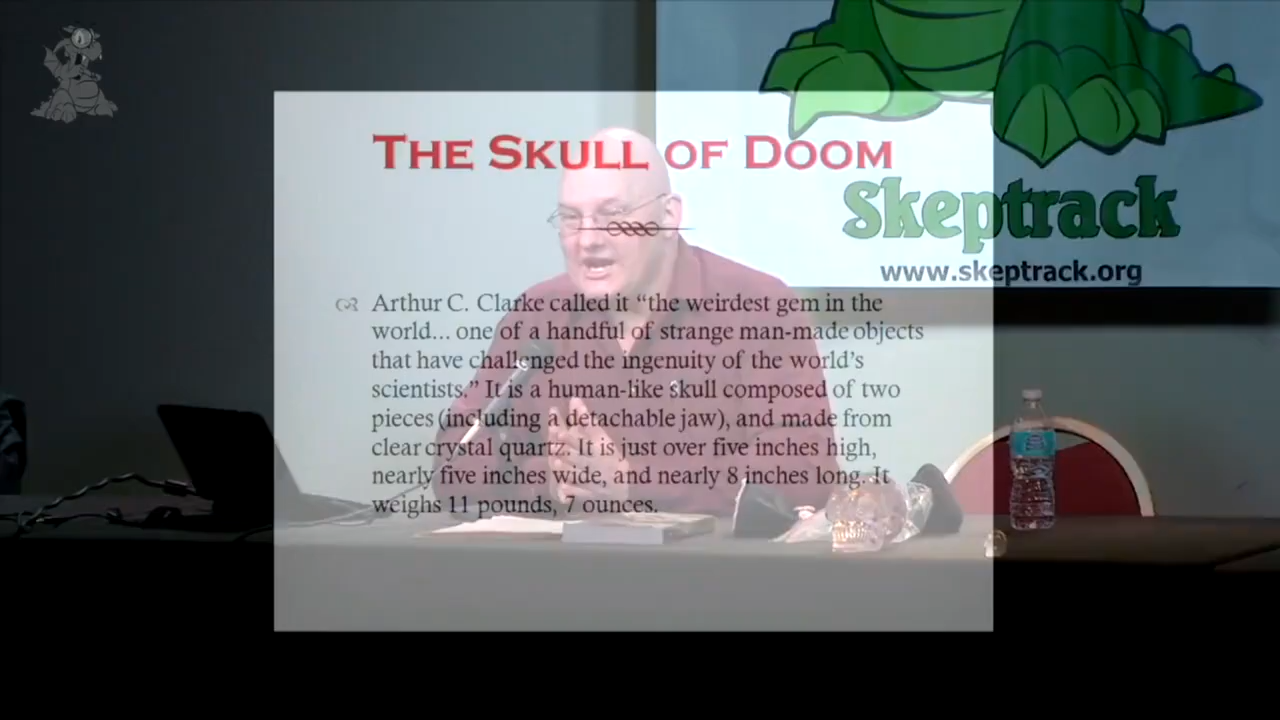 THE SKULL OF DOOM
Skeptrack
www.skeptrack.org
Arthur C. Clarke called it “the weirdest gem in the
world... one of a handful of strange man-made objects
that have challenged the ingenuity of the world’s
scientists.” It is a human-like skull composed of two
pieces (including a detachable jaw), and made from
clear crystal quartz. It is just over five inches high,
nearly five inches wide, and nearly 8 inches long. It
weighs 11 pounds, 7 ounces.